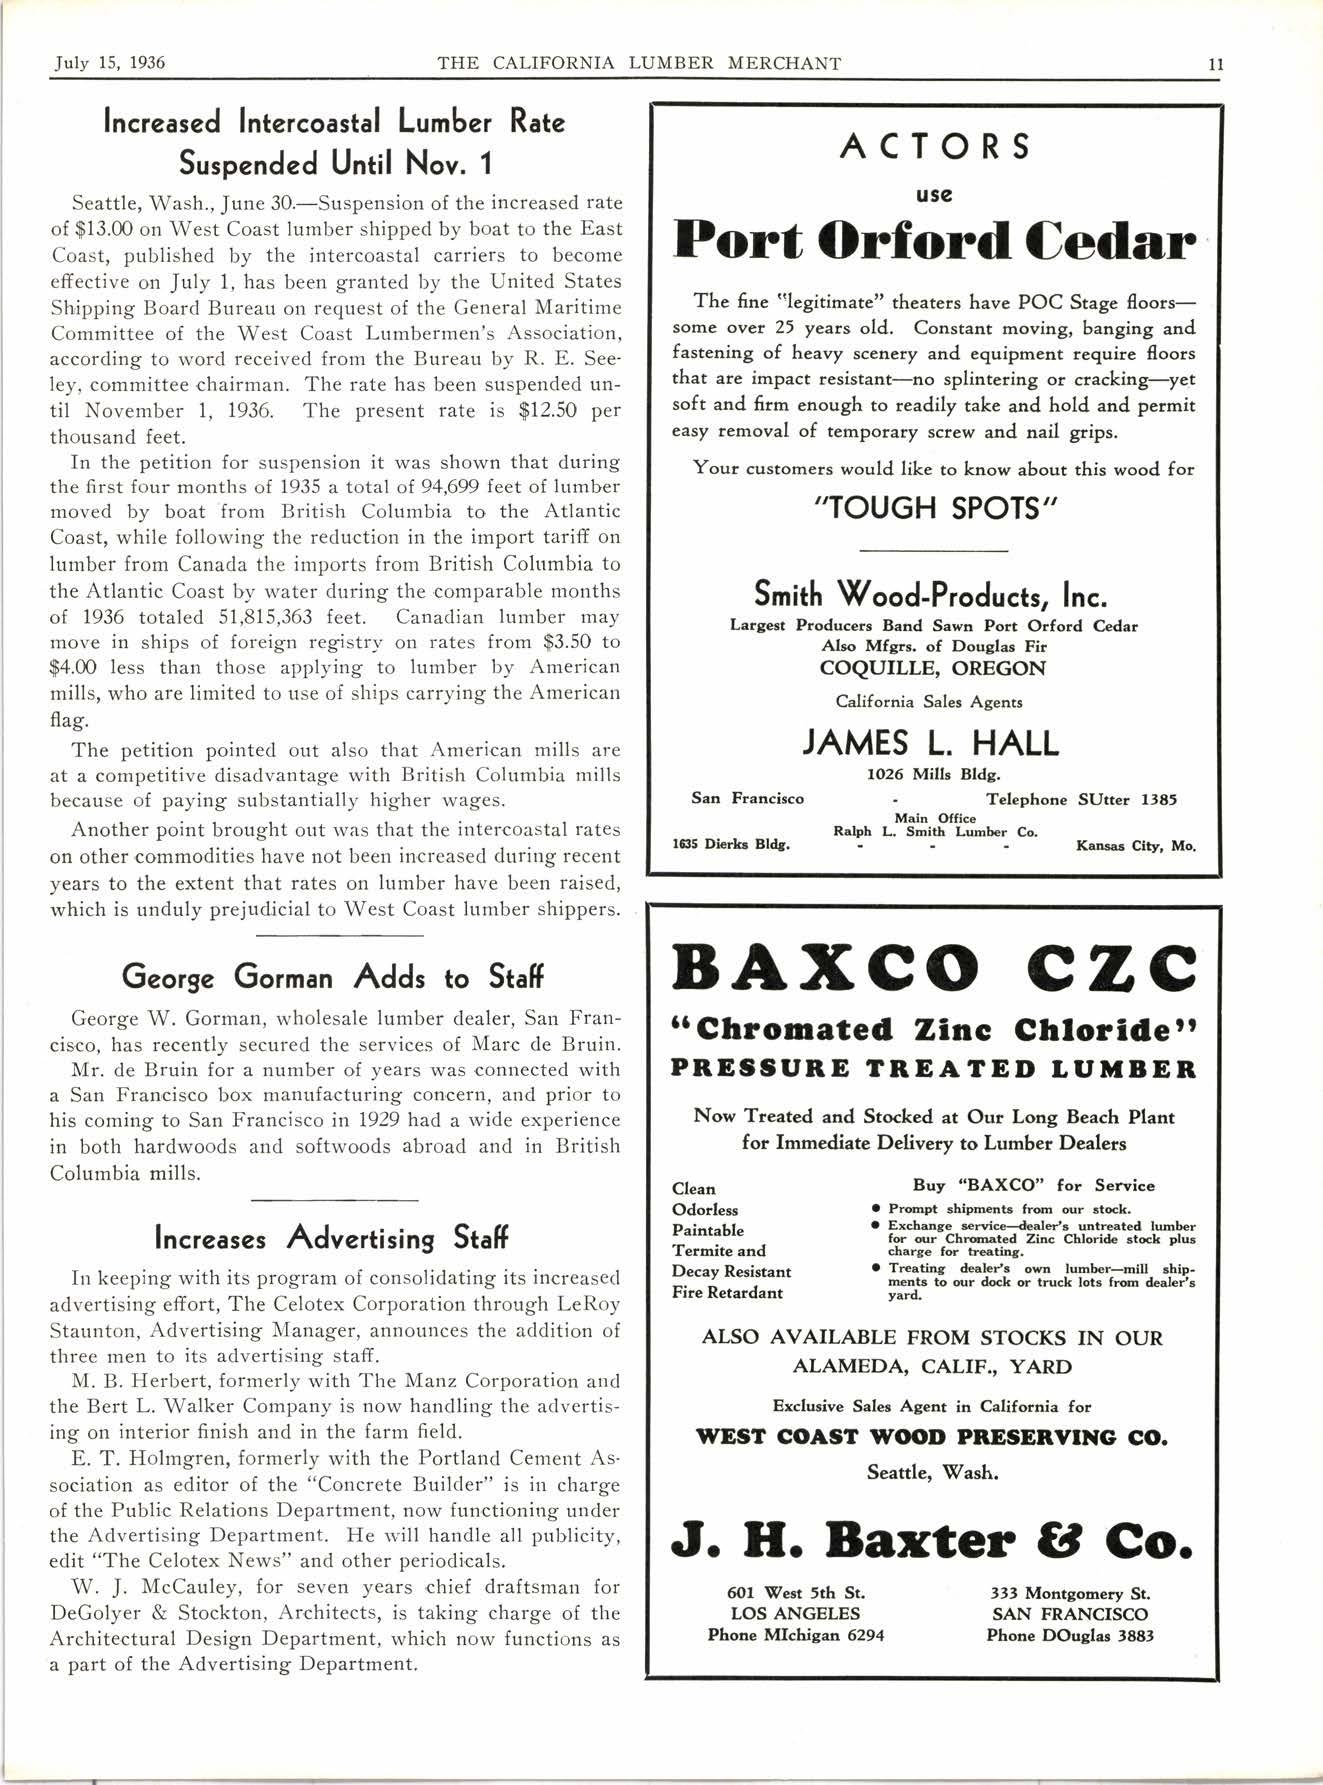 July 15, 1936 THE CALIFORNIA LUMBER MERCHANT 11
Increased Intercoastal Lumber Rate
Suspended Until Nov. 1
Seattle, Wash., June 30.—Suspension of the increased rate
of $13.00 on West Coast lumber shipped by boat to the East
Coast, published by the intercoastal carriers to become
effective on July 1, has been granted by the United States
Shipping Board Bureau on request of the General Maritime
Committee of the West Coast Lumbermen's Association,
according to word received from the Bureau by R. E. See-
ley, committee chairman. The rate has been suspended un-
til November 1, 1936. The present rate is $12.50 per
thousand feet.
In the petition for suspension it was shown that during
the first four months of 1935 a total of 94,699 feet of lumber
moved by boat from British Columbia to the Atlantic
Coast, while following the reduction in the import tariff on
lumber from Canada the imports from British Columbia to
the Atlantic Coast by water during the comparable months
of 1936 totaled 51,815,363 feet. Canadian lumber may
move in ships of foreign registry on rates from $3.50 to
$4.00 less than those applying to lumber by American
mills, who are limited to use of ships carrying the American
flag.
The petition pointed out also that American mills are
at a competitive disadvantage with British Columbia mills
because of paying substantially higher wages.
Another point brought out was that the intercoastal rates
on other commodities have not been increased during recent
years to the extent that rates on lumber have been raised,
which is unduly prejudicial to West Coast lumber shippers.
George Gorman Adds to Staff
George W. Gorman, wholesale lumber dealer, San Fran-
cisco, has recently secured the services of Marc de Bruin.
Mr. de Bruin for a number of years was connected with
a San Francisco box manufacturing concern, and prior to
his coming to San Francisco in 1929 had a wide experience
in both hardwoods and softwoods abroad and in British
Columbia mills.
Increases Advertising Staff
In keeping with its program of consolidating its increased
advertising effort, The Celotex Corporation through LeRoy
Staunton, Advertising Manager, announces the addition of
three men to its advertising staff.
M. B. Herbert, formerly with The Manz Corporation and
the Bert L. Walker Company is now handling the advertis-
ing on interior finish and in the farm field.
E. T. Holmgren, formerly with the Portland Cement As-
sociation as editor of the "Concrete Builder" is in charge
of the Public Relations Department, now functioning under
the Advertising Department. He will handle all publicity,
edit "The Celotex News" and other periodicals.
W. J. McCauley, for seven years chief draftsman for
DeGolyer & Stockton, Architects, is taking charge of the
Architectural Design Department, which now functions as
a part of the Advertising Department.
ACTORS
use
Port Orford Cedar
The fine "legitimate" theaters have POC Stage floors—
some over 25 years old. Constant moving, banging and
fastening of heavy scenery and equipment require floors
that are impact resistant—no splintering or cracking—yet
soft and firm enough to readily take and hold and permit
easy removal of temporary screw and nail grips.
Your customers would like to know about this wood for
"TOUGH SPOTS"
Smith Wood-Products, Inc.
Largest Producers Band Sawn Port Orford Cedar
Also Mfgrs. of Douglas Fir
COQUILLE, OREGON
California Sales Agents
JAMES L. HALL
1026 Mills Bldg.
San Francisco - Telephone SUtter 1385
Main Office
Ralph L. Smith Lumber Co.
1635 Dierks Bldg. - - - Kansas City, Mo.
BAXCO CZC
"Chromated Zinc Chloride"
PRESSURE TREATED LUMBER
Now Treated and Stocked at Our Long Beach Plant
for Immediate Delivery to Lumber Dealers
Clean
Odorless
Paintable
Termite and
Decay Resistant
Fire Retardant
Buy "BAXCO" for Service
• Prompt shipments from our stock.
• Exchange service—dealer's untreated lumber
for our Chromated Zinc Chloride stock plus
charge for treating.
• Treating dealer's own lumber—mill ship-
ments to our dock or truck lots from dealer's
yard.
ALSO AVAILABLE FROM STOCKS IN OUR
ALAMEDA, CALIF., YARD
Exclusive Sales Agent in California for
WEST COAST WOOD PRESERVING CO.
Seattle, Wash.
J. H. Baxter & Co.
601 West 5th St.
LOS ANGELES
Phone MIchigan 6294
333 Montgomery St.
SAN FRANCISCO
Phone DOuglas 3883